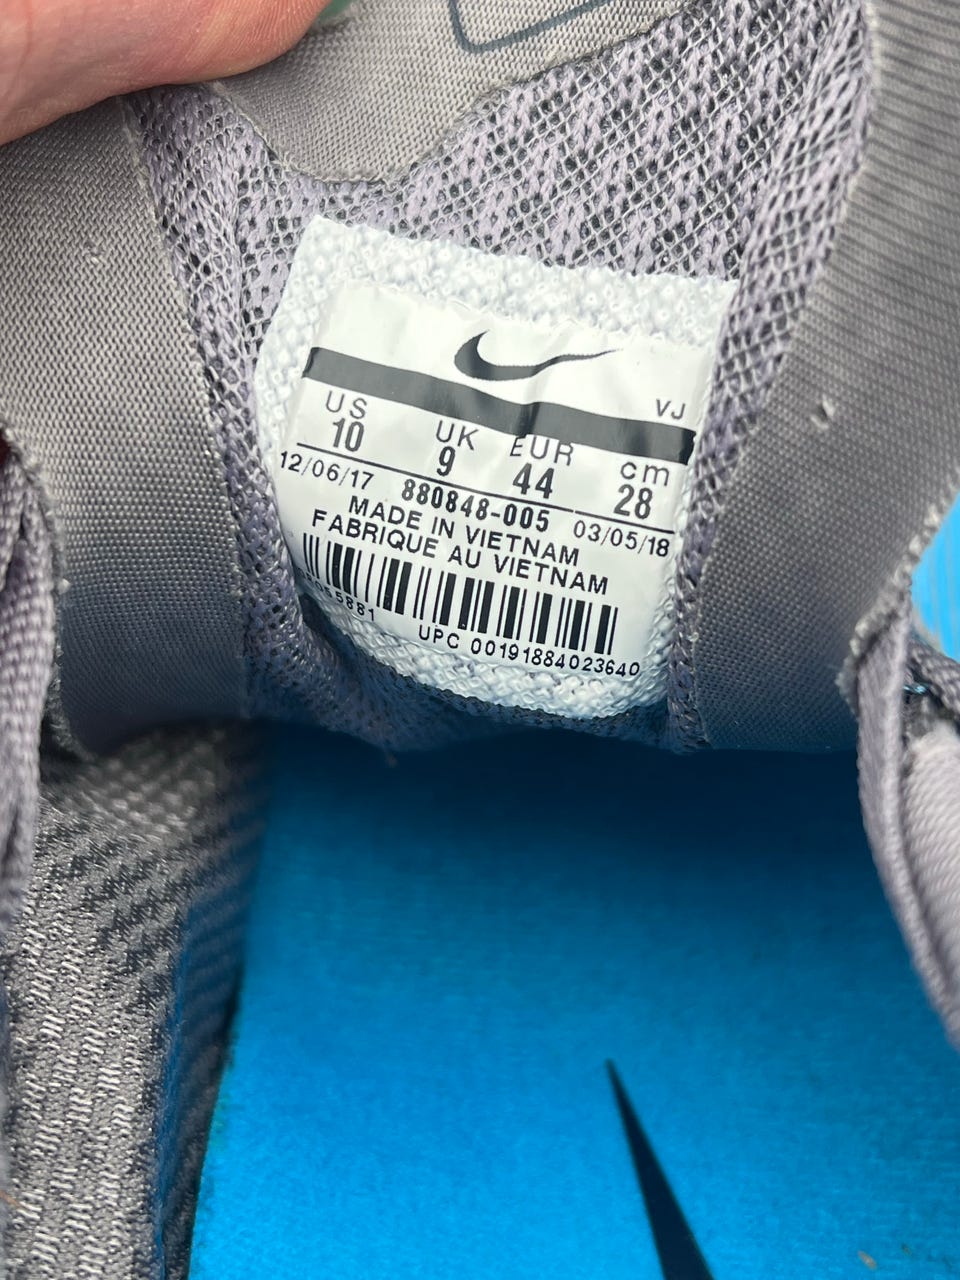 VJ
US UK EUR cm
10 9 44 28
12/06/17 880848-005 03/05/18
MADE IN VIETNAM
FABRIQUE AU VIETNAM
UPC 00191884023640